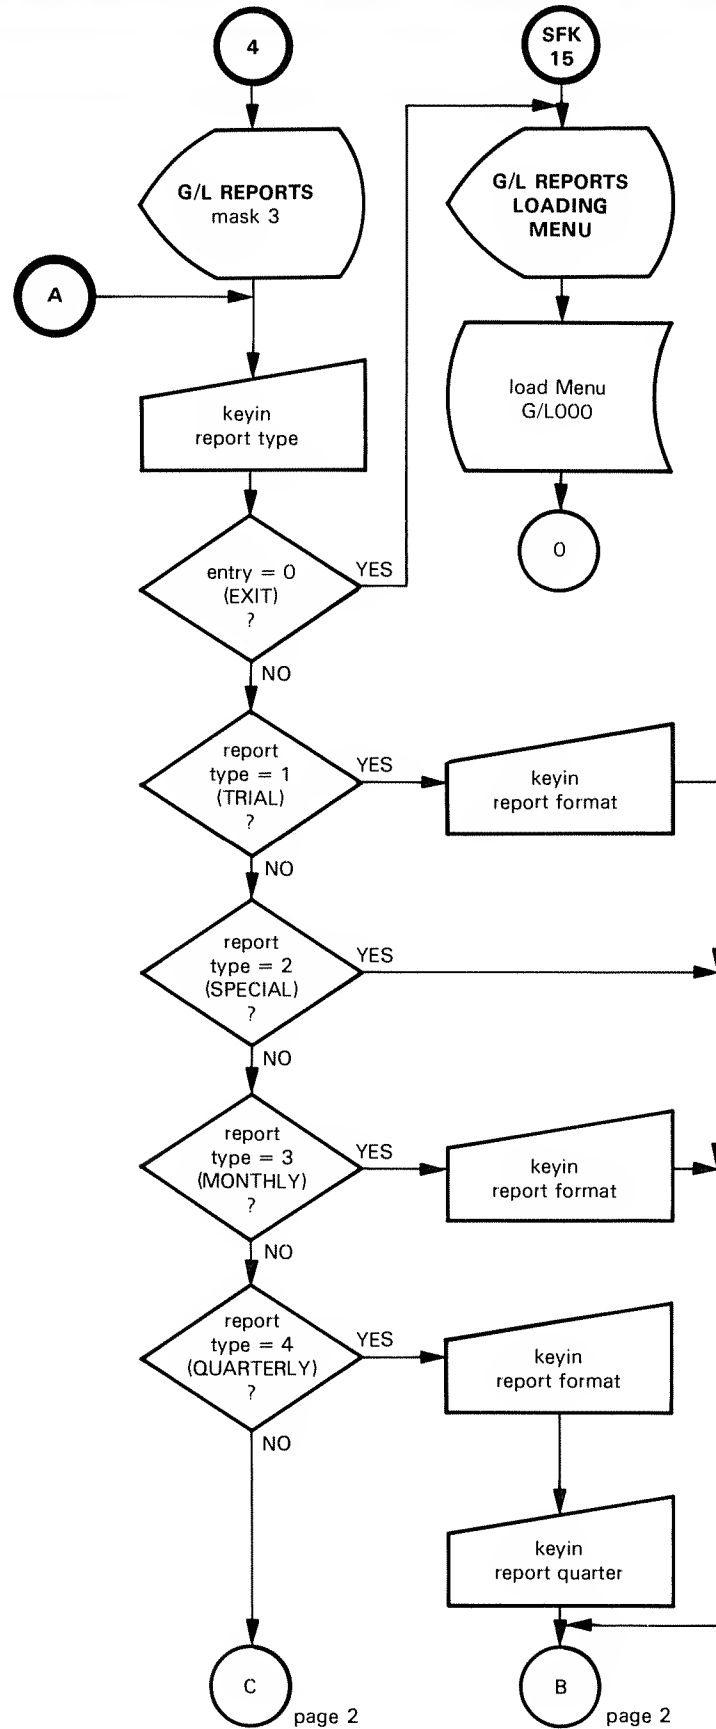 4
SFK
15
G/L REPORTS
mask 3
G/L REPORTS
LOADING
MENU
A
keyin
report type
load Menu
G/L000
0
entry = 0
(EXIT)
?
YES
NO
report
type = 1
(TRIAL)
?
YES
keyin
report format
NO
report
type = 2
(SPECIAL)
?
YES
NO
report
type = 3
(MONTHLY)
?
YES
keyin
report format
NO
report
type = 4
(QUARTERLY)
?
YES
keyin
report format
NO
keyin
report quarter
C
page 2
B
page 2